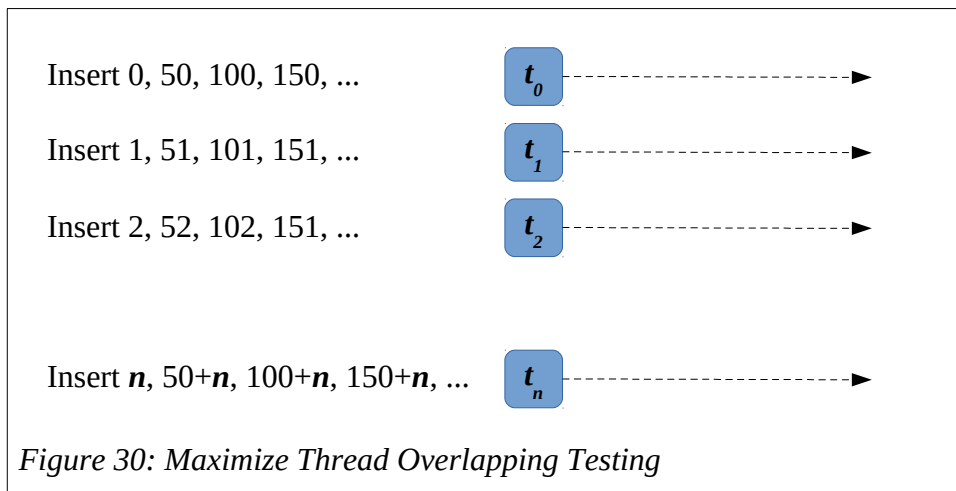 Insert 0, 50, 100, 150, ... t0
Insert 1, 51, 101, 151, ... t1
Insert 2, 52, 102, 151, ... t2
Insert n, 50+n, 100+n, 150+n, ... tn
Figure 30: Maximize Thread Overlapping Testing